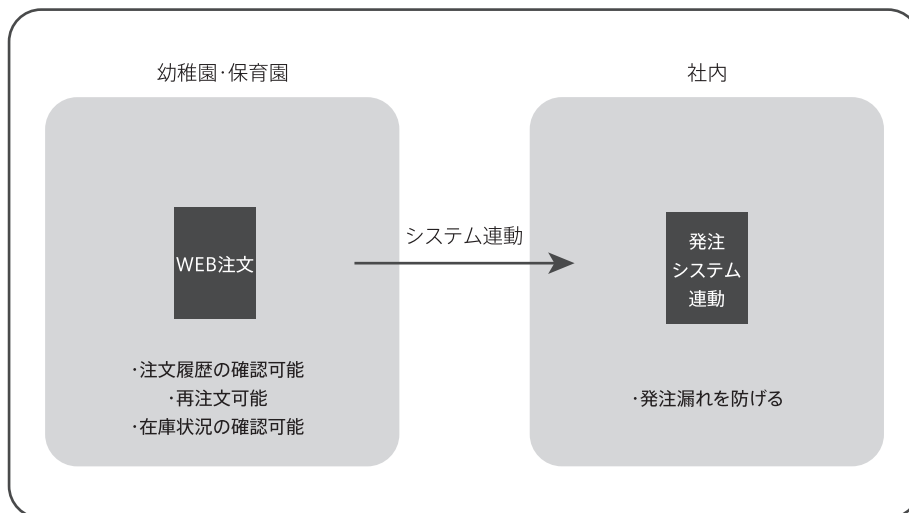 幼稚園・保育園
社内
システム連動
WEB注文
発注
システム
連動
・注文履歴の確認可能
・再注文可能
・在庫状況の確認可能
・発注漏れを防げる